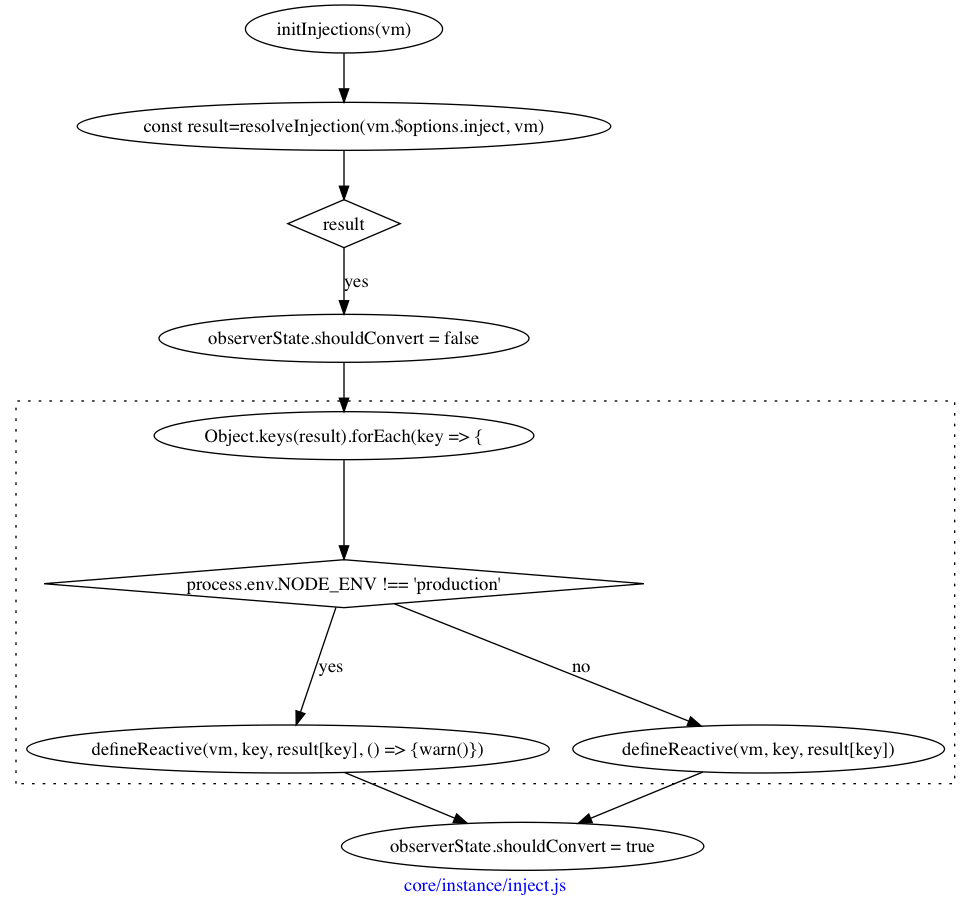 initInjections(vm)
const result=resolveInjection(vm.$options.inject, vm)
result
yes
observerState.shouldConvert = false
Object.keys(result).forEach(key => {
process.env.NODE_ENV !== 'production'
yes
no
defineReactive(vm, key, result[key], () => {warn()})
defineReactive(vm, key, result[key])
observerState.shouldConvert = true
core/instance/inject.js